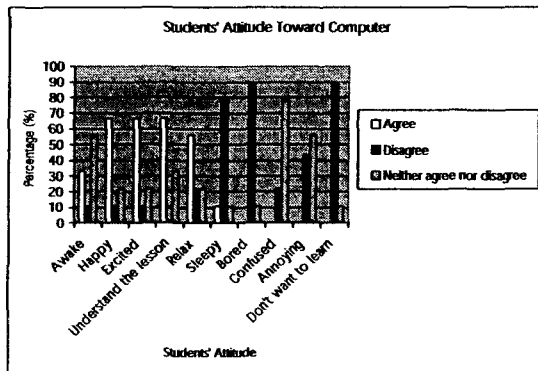 Students' Attitude Toward Computer
Percentage (%)
100
90
80
70
60
50
40
30
20
10
0
Awake
Happy
Excited
Understand the lesson
Relax
Sleepy
Bored
Confused
Annoying
Don't want to learn
Students' Attitude
Agree
Disagree
Neither agree nor disagree